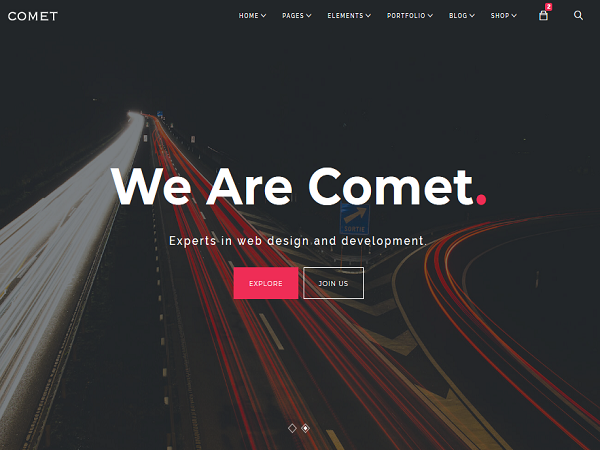 COMET
HOME PAGES ELEMENTS PORTFOLIO BLOG SHOP 2
We Are Comet.
SORTIE
Experts in web design and development.
EXPLORE JOIN US